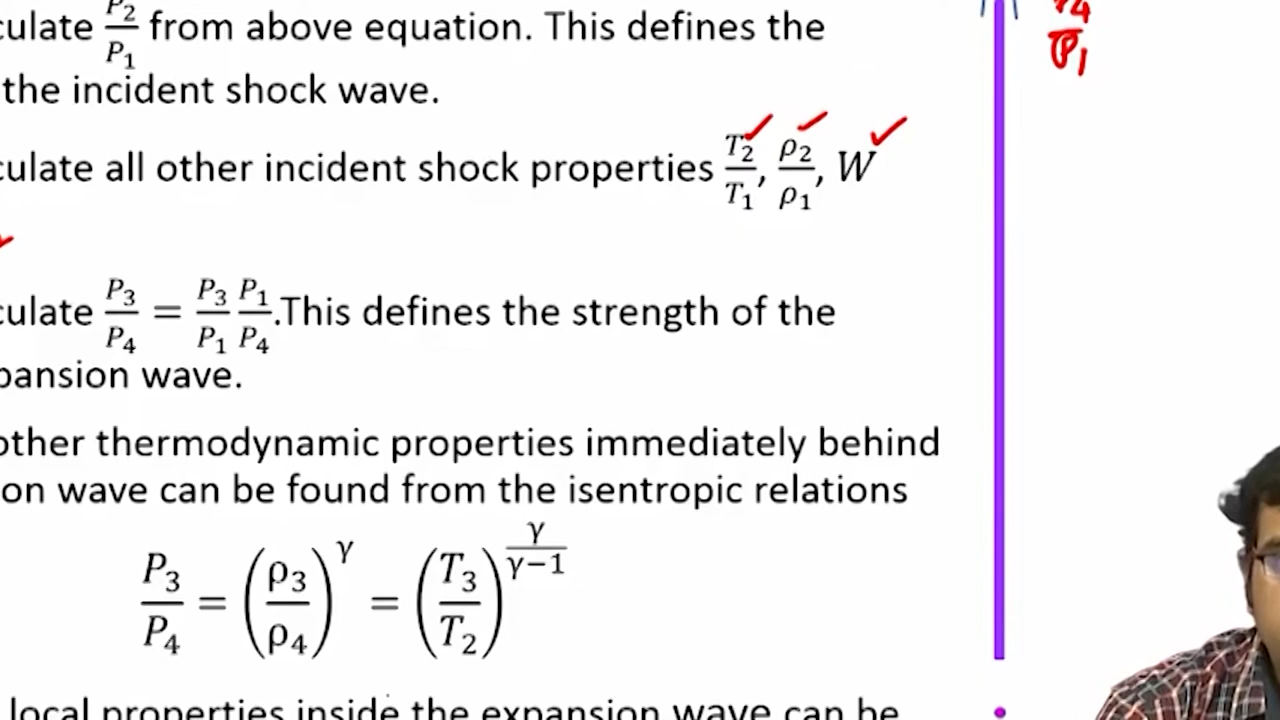 culate P₂/P₁ from above equation. This defines the
the incident shock wave.
culate all other incident shock properties T₂/T₁, ρ₂/ρ₁, W
culate P₃/P₄ = P₃/P₁ P₁/P₄.This defines the strength of the
pansion wave.
other thermodynamic properties immediately behind
on wave can be found from the isentropic relations
P₃/P₄ = (ρ₃/ρ₄)^γ = (T₃/T₂)^(γ/(γ−1))
local properties inside the expansion wave can be